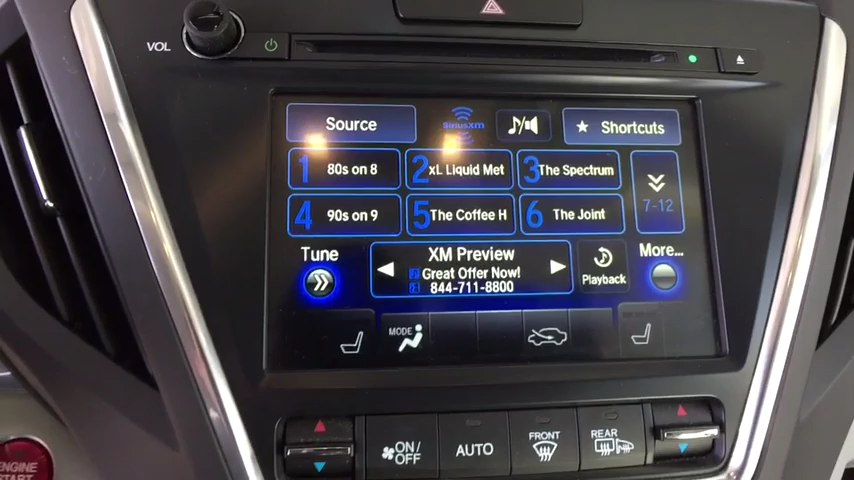 VOL
Source
SiriusXM
Shortcuts
1 80s on 8
2 xL Liquid Met
3 The Spectrum
7-12
4 90s on 9
5 The Coffee H
6 The Joint
Tune
XM Preview
Great Offer Now!
844-711-8800
Playback
More...
MODE
ON/
OFF
AUTO
FRONT
REAR
ENGINE
START